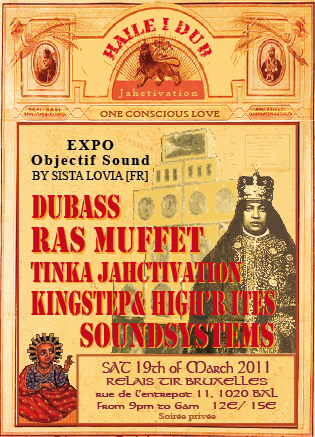 HAILE I DUB
Jahctivation
ONE CONSCIOUS LOVE
EXPO
Objectif Sound
BY SISTA LOVIA [FR]
DUBASS
RAS MUFFET
TINKA JAHCTIVATION
KINGSTEP & HIGH'R ITES
SOUNDSYSTEMS
SAT 19th of March 2011
RELAIS TIR BRUXELLES
rue de l'entrepot 11, 1020 BAL
From 9pm to 6am 12E/ 15E
Soirée privée